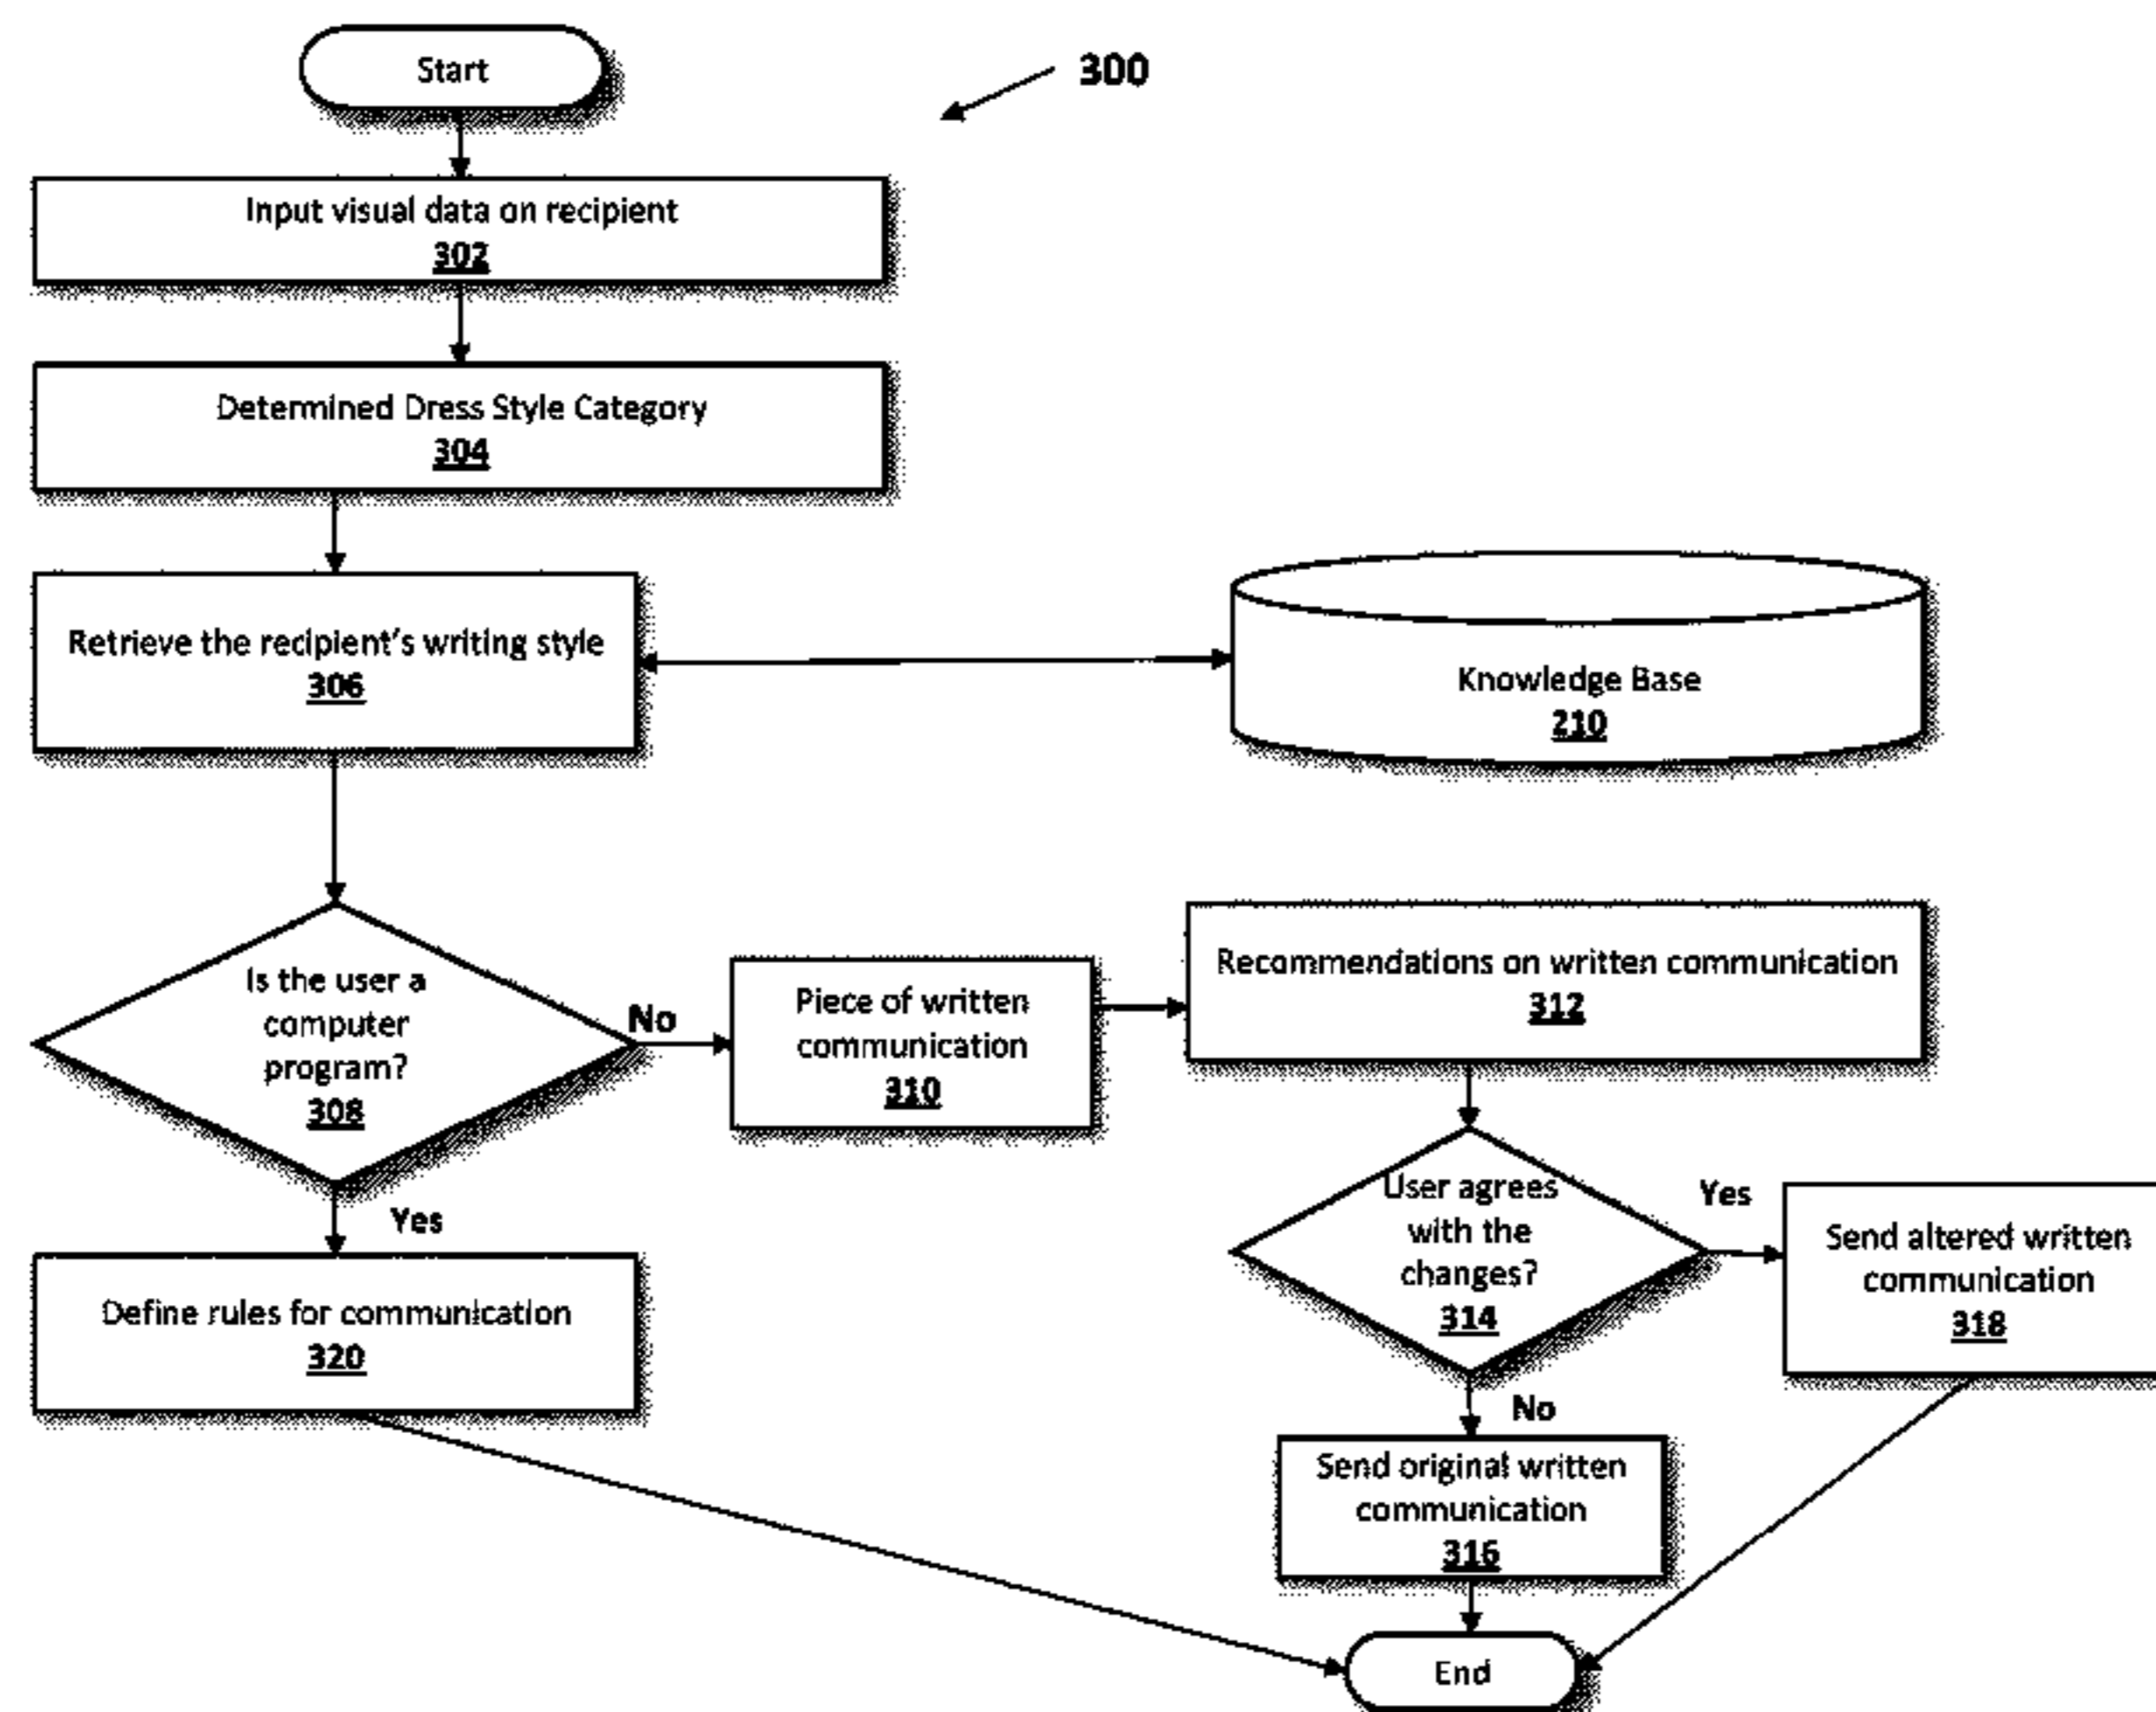 Start
300
Input visual data on recipient
302
Determined Dress Style Category
304
Retrieve the recipient's writing style
306
Knowledge Base
210
Is the user a
computer
program?
308
No
Piece of written
communication
310
Recommendations on written communication
312
Yes
Define rules for communication
320
User agrees
with the
changes?
314
Yes
Send altered written
communication
318
No
Send original written
communication
316
End